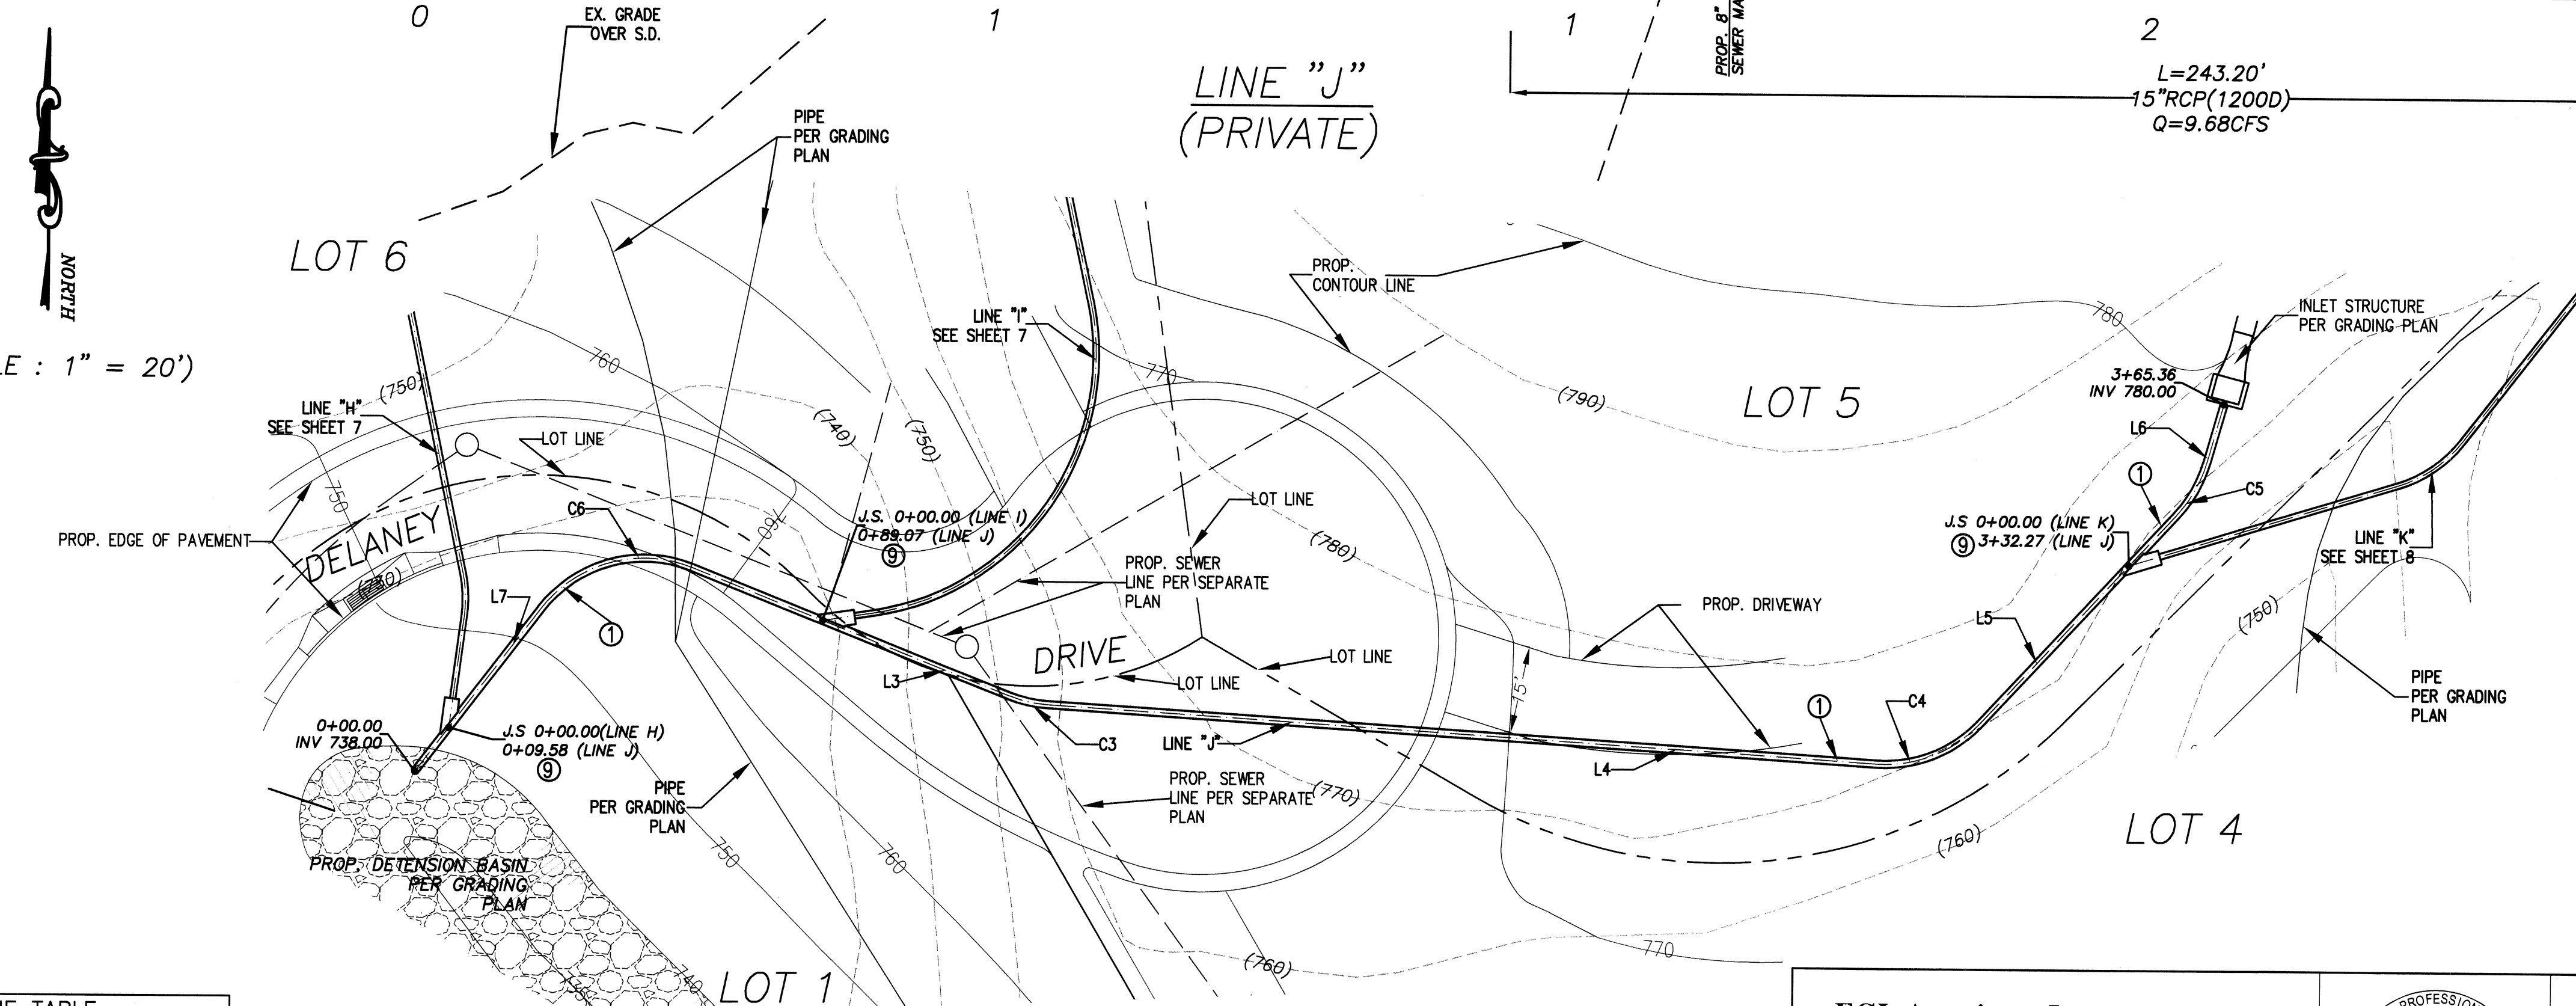 0
EX. GRADE
OVER S.D.
1
1
PROP. 8"
2
L=243.20'
15"RCP(1200D)
Q=9.68CFS
LINE "J"
(PRIVATE)
PIPE
PER GRADING
PLAN
NORTH
LOT 6
PROP.
CONTOUR LINE
LINE "I"
SEE SHEET 7
780
INLET STRUCTURE
PER GRADING PLAN
1" = 20')
760
(750)
770
3+65.36
INV 780.00
(790)
LOT 5
LINE "H"
SEE SHEET 7
LOT LINE
(740)
(750)
L6
1
750
C6
760
LOT LINE
C5
J.S. 0+00.00 (LINE I)
0+89.07 (LINE J)
9
J.S 0+00.00 (LINE K)
9 3+32.27 (LINE J)
PROP. EDGE OF PAVEMENT
DELANEY
(730)
(780)
LINE "K"
SEE SHEET 8
PROP. SEWER
LINE PER SEPARATE
PLAN
L7
1
PROP. DRIVEWAY
L5
(750)
DRIVE
LOT LINE
LOT LINE
L3
15'
PIPE
PER GRADING
PLAN
0+00.00
INV 738.00
J.S 0+00.00(LINE H)
0+09.58 (LINE J)
9
C3
LINE "J"
1
C4
L4
PIPE
PER GRADING
PLAN
PROP. SEWER
LINE PER SEPARATE
PLAN
(770)
LOT 4
(760)
750
760
PROP. DETENSION BASIN
PER GRADING
PLAN
770
(760)
740
LOT 1
TABLE